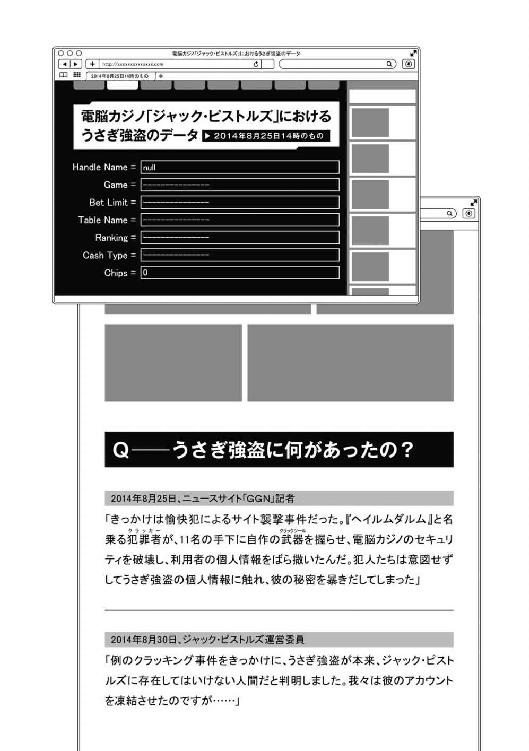 電脳カジノ「ジャック・ピストルズ」におけるうさぎ強盗のデータ
http://xxxxxxxxxxxxxx.com
2014年8月25日14時のもの
電脳カジノ「ジャック・ピストルズ」における
うさぎ強盗のデータ ▶ 2014年8月25日14時のもの
Handle Name = null
Game = ---------------
Bet Limit = ---------------
Table Name = ---------------
Ranking = ---------------
Cash Type = ---------------
Chips = 0
Q――うさぎ強盗に何があったの？
2014年8月25日、ニュースサイト「GGN」記者
「きっかけは愉快犯によるサイト襲撃事件だった。『ヘイルムダルム』と名
クラッキー クラックツール
乗る犯罪者が、11名の手下に自作の武器を握らせ、電脳カジノのセキュリ
ティを破壊し、利用者の個人情報をばら撒いたんだ。犯人たちは意図せず
してうさぎ強盗の個人情報に触れ、彼の秘密を暴きだしてしまった」
2014年8月30日、ジャック・ピストルズ運営委員
「例のクラッキング事件をきっかけに、うさぎ強盗が本来、ジャック・ピスト
ルズに存在してはいけない人間だと判明しました。我々は彼のアカウント
を凍結させたのですが……」